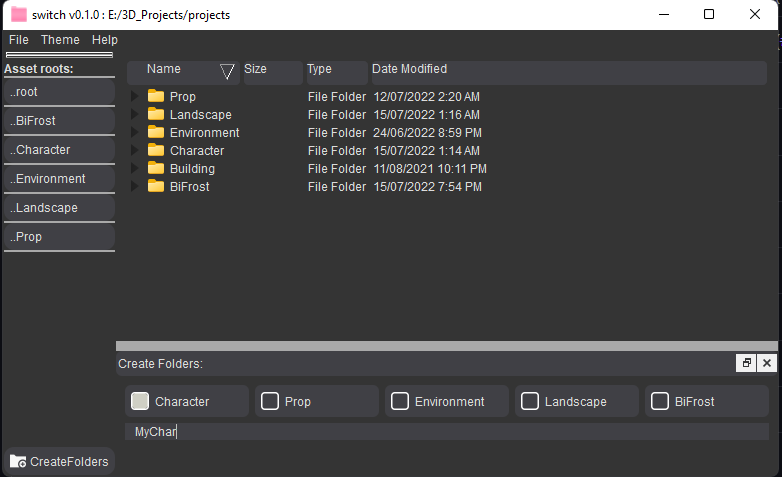 switch v0.1.0 : E:/3D_Projects/projects
File Theme Help
Asset roots:
..root
..BiFrost
..Character
..Environment
..Landscape
..Prop
Name Size Type Date Modified
Prop File Folder 12/07/2022 2:20 AM
Landscape File Folder 15/07/2022 1:16 AM
Environment File Folder 24/06/2022 8:59 PM
Character File Folder 15/07/2022 1:14 AM
Building File Folder 11/08/2021 10:11 PM
BiFrost File Folder 15/07/2022 7:54 PM
Create Folders:
Character Prop Environment Landscape BiFrost
MyChar
CreateFolders